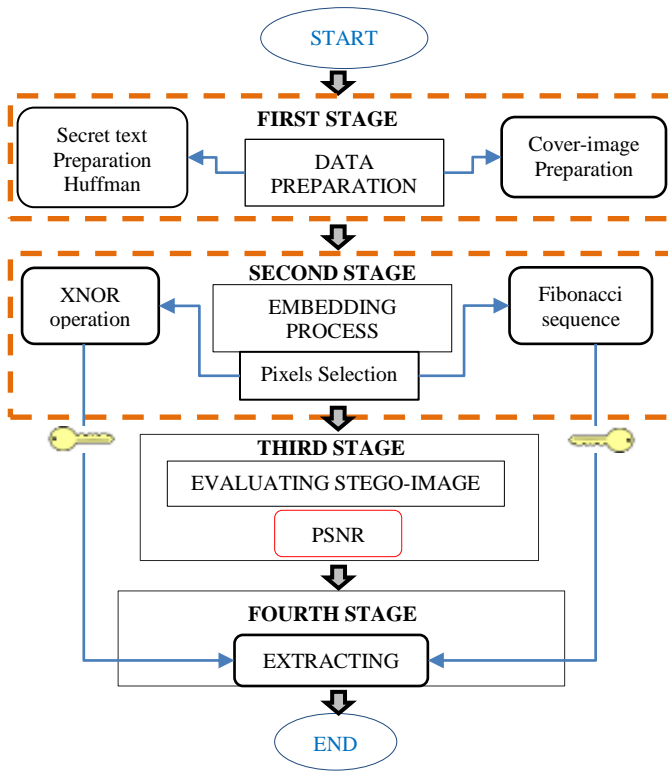 START
FIRST STAGE
Secret text
Preparation
Huffman
DATA
PREPARATION
Cover-image
Preparation
SECOND STAGE
XNOR
operation
EMBEDDING
PROCESS
Pixels Selection
Fibonacci
sequence
THIRD STAGE
EVALUATING STEGO-IMAGE
PSNR
FOURTH STAGE
EXTRACTING
END